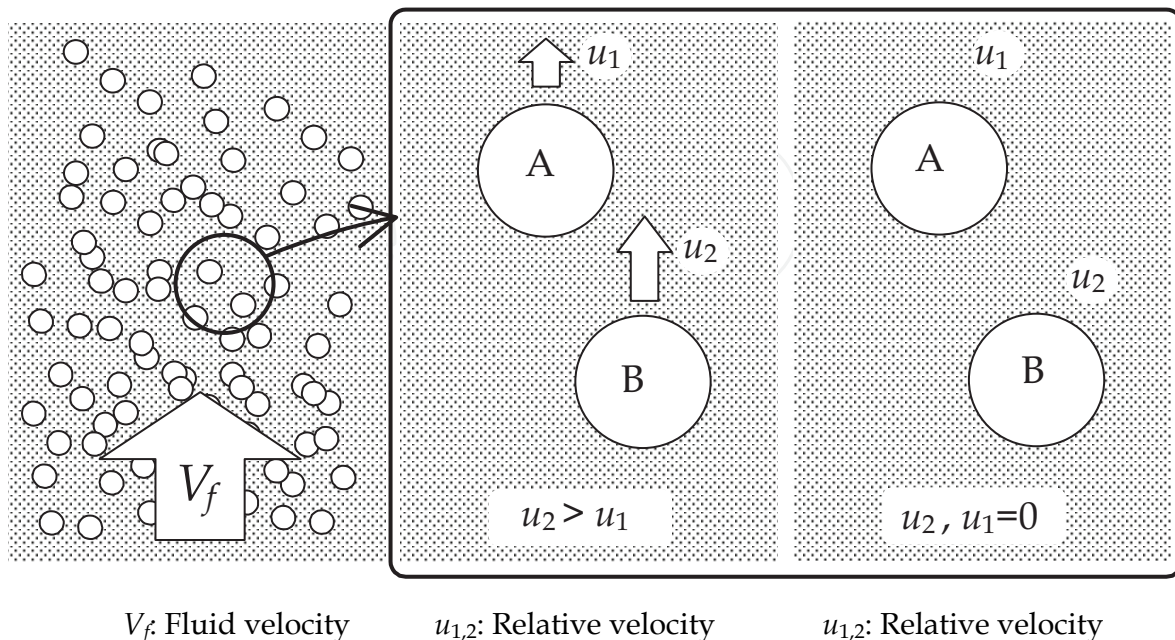 u1
A
u2
B
u2 > u1
u1
A
u2
B
u2 , u1=0
Vf
Vf: Fluid velocity
u1,2: Relative velocity
u1,2: Relative velocity